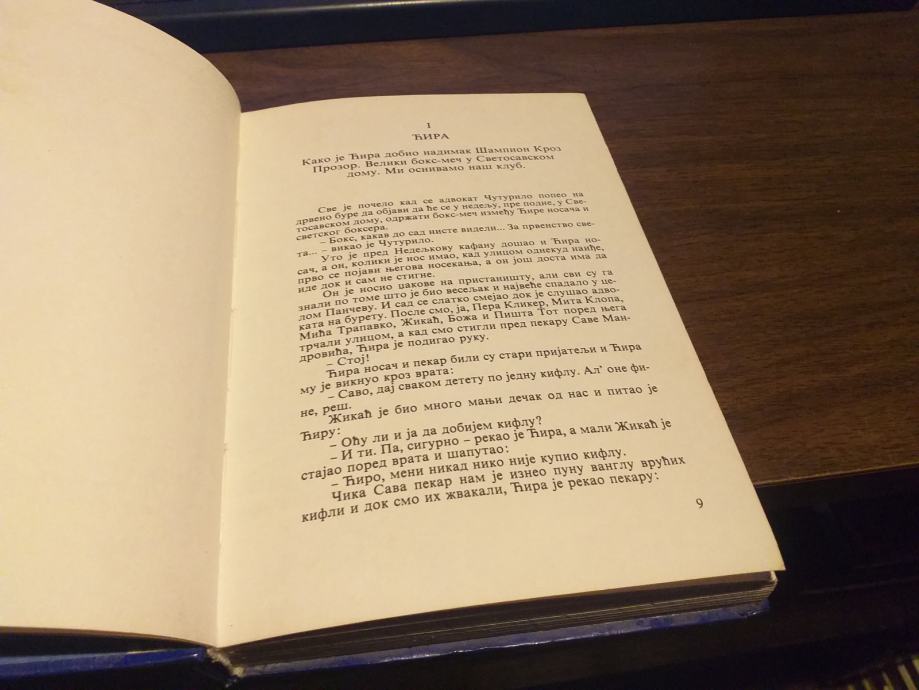 I
ЋИРА
Како је Ћира добио надимак Шампион Кроз
Прозор. Велики бокс-меч у Светосавском
дому. Ми оснивамо наш клуб.
Све је почело кад се адвокат Чутурило попео на
дрвено буре да објави да ће се у недељу, пре подне, у Све-
тосавском дому, одржати бокс-меч између Ћире носача и
светског боксера.
– Бокс, какав до сад нисте видели... За првенство све-
та... – викао је Чутурило.
Уто је пред Недељкову кафану дошао и Ћира но-
сач, а он, колики је нос имао, кад улицом однекуд наиђе,
прво се појави његова носекања, а он још доста има да
иде док и сам не стигне.
Он је носио џакове на пристаништу, али сви су га
знали по томе што је био весељак и највеће спадало у це-
лом Панчеву. И сад се слатко смејао док је слушао адво-
ката на бурету. После смо, ја, Пера Кликер, Мита Клопа,
Мића Трапавко, Жикаћ, Божа и Пишта Тот поред њега
трчали улицом, а кад смо стигли пред пекару Саве Ман-
дровића, Ћира је подигао руку.
– Стој!
Ћира носач и пекар били су стари пријатељи и Ћира
му је викнуо кроз врата:
– Саво, дај сваком детету по једну кифлу. Ал' оне фи-
не, реш.
Жикаћ је био много мањи дечак од нас и питао је
Ћиру:
– Оћу ли и ја да добијем кифлу?
– И ти. Па, сигурно – рекао је Ћира, а мали Жикаћ је
стајао поред врата и шапутао:
– Ћиро, мени никад нико није купио кифлу.
Чика Сава пекар нам је изнео пуну ванглу врућих
кифли и док смо их жвакали, Ћира је рекао пекару:
9